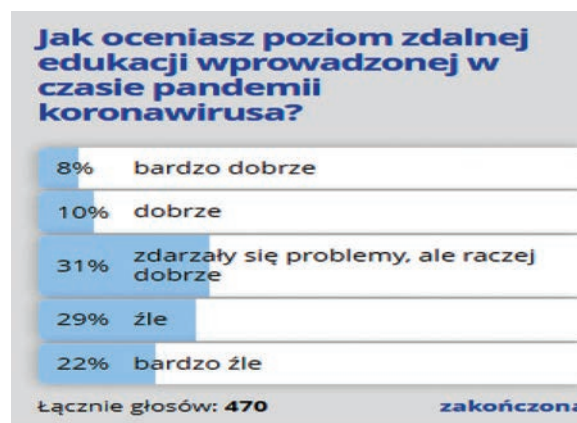 Jak oceniasz poziom zdalnej
edukacji wprowadzonej w
czasie pandemii
koronawirusa?
8% bardzo dobrze
10% dobrze
31% zdarzały się problemy, ale raczej
dobrze
29% źle
22% bardzo źle
Łącznie głosów: 470 zakończona